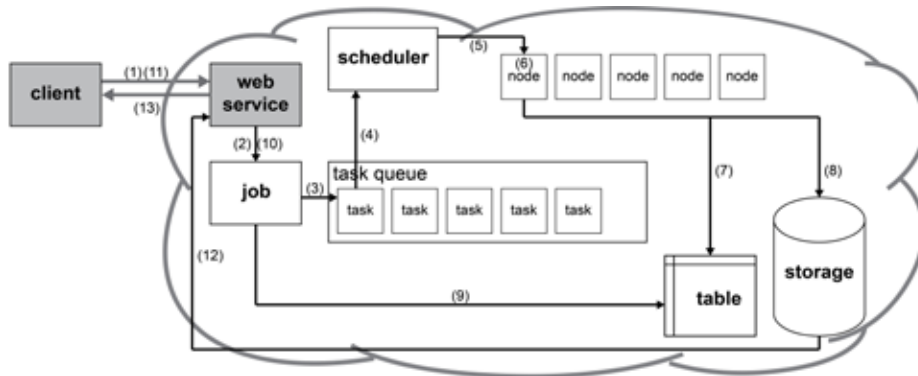 scheduler
(5)
(6)
node
node
node
node
node
client
(1)(11)
(13)
web
service
(2)
(10)
(4)
job
(3)
task queue
task
task
task
task
task
(7)
(8)
(12)
(9)
table
storage